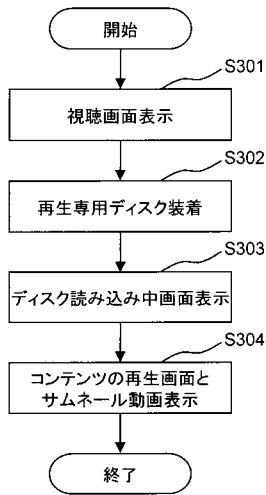 開始
S301
視聴画面表示
S302
再生専用ディスク装着
S303
ディスク読み込み中画面表示
S304
コンテンツの再生画面と
サムネール動画表示
終了